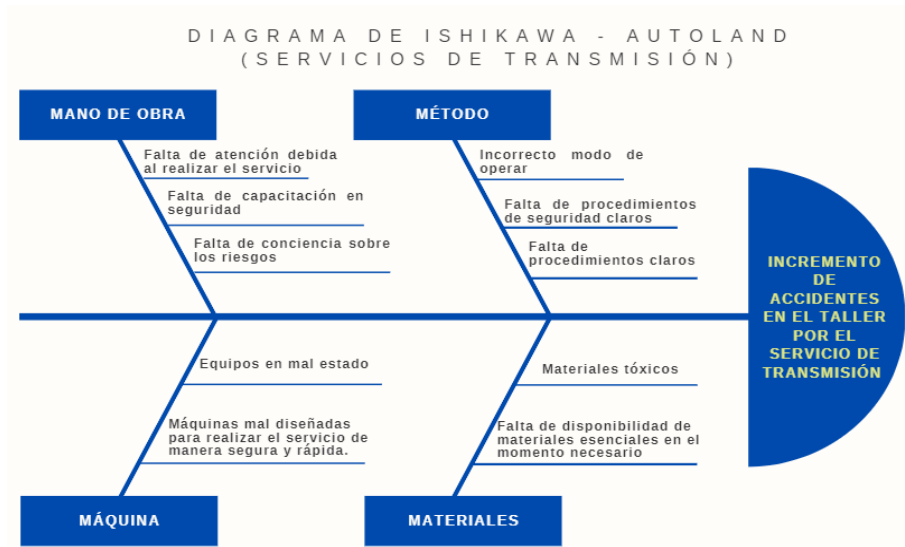 DIAGRAMA DE ISHIKAWA - AUTOLAND
(SERVICIOS DE TRANSMISIÓN)
MANO DE OBRA
Falta de atención debida
al realizar el servicio
Falta de capacitación en
seguridad
Falta de conciencia sobre
los riesgos
MÉTODO
Incorrecto modo de
operar
Falta de procedimientos
de seguridad claros
Falta de
procedimientos claros
INCREMENTO
DE
ACCIDENTES
EN EL TALLER
POR EL
SERVICIO DE
TRANSMISIÓN
Equipos en mal estado
Máquinas mal diseñadas
para realizar el servicio de
manera segura y rápida.
MÁQUINA
Materiales tóxicos
Falta de disponibilidad de
materiales esenciales en el
momento necesario
MATERIALES